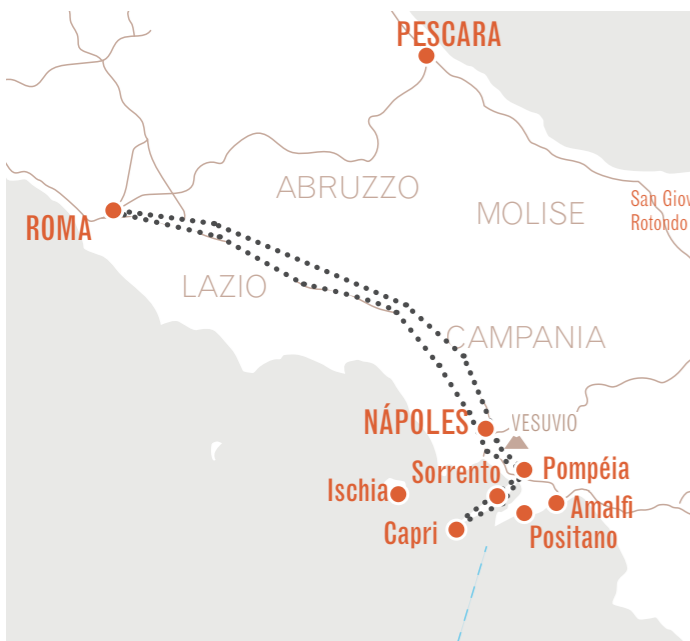 PESCARA
ABRUZZO
MOLISE
San Giov
Rotondo
ROMA
LAZIO
CAMPANIA
NÁPOLES
VESUVIO
Sorrento
Pompéia
Ischia
Amalfi
Capri
Positano